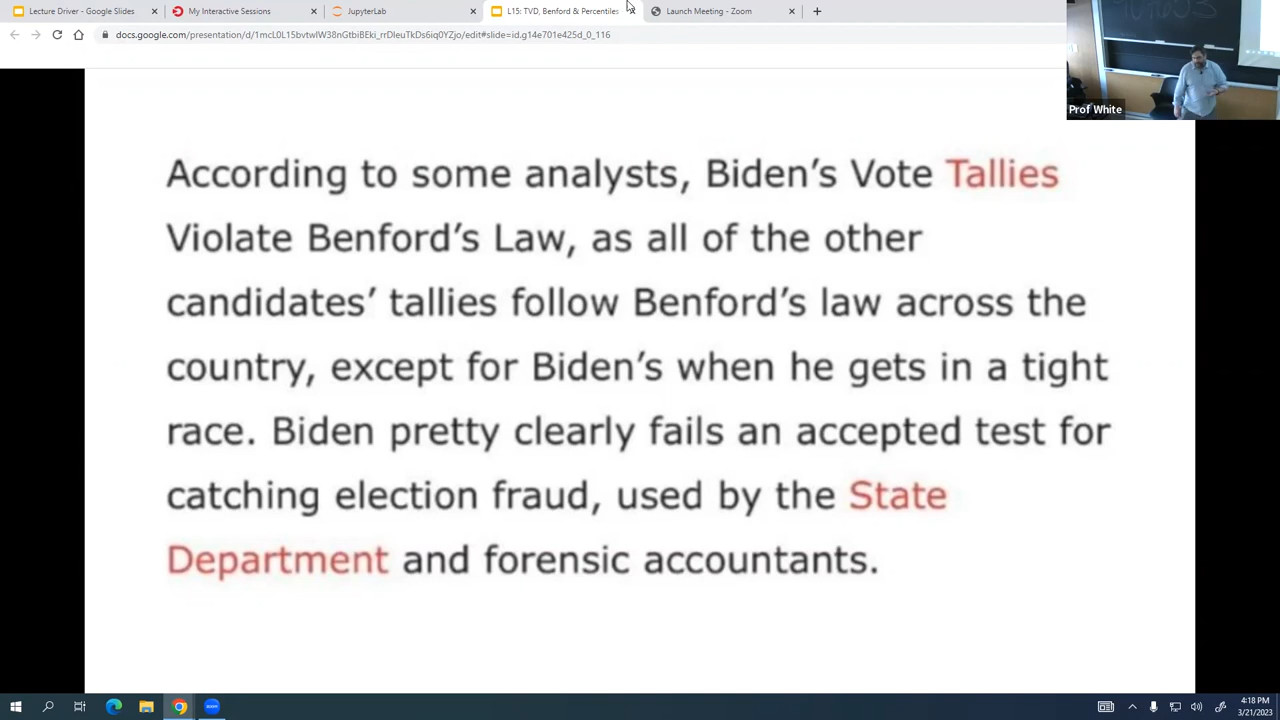 Lecture Driver - Google Slides
My Interactive Sessions
JupyterLab
L15: TVD, Benford & Percentiles
Launch Meeting - Zoom
docs.google.com/presentation/d/1mcL0L15bvtwlW38nGtbiBEki_rrDleuTkDs6iq0YZjo/edit#slide=id.g14e701e425d_0_116
Prof White
According to some analysts, Biden’s Vote Tallies
Violate Benford’s Law, as all of the other
candidates’ tallies follow Benford’s law across the
country, except for Biden’s when he gets in a tight
race. Biden pretty clearly fails an accepted test for
catching election fraud, used by the State
Department and forensic accountants.
zoom
4:18 PM
3/21/2023